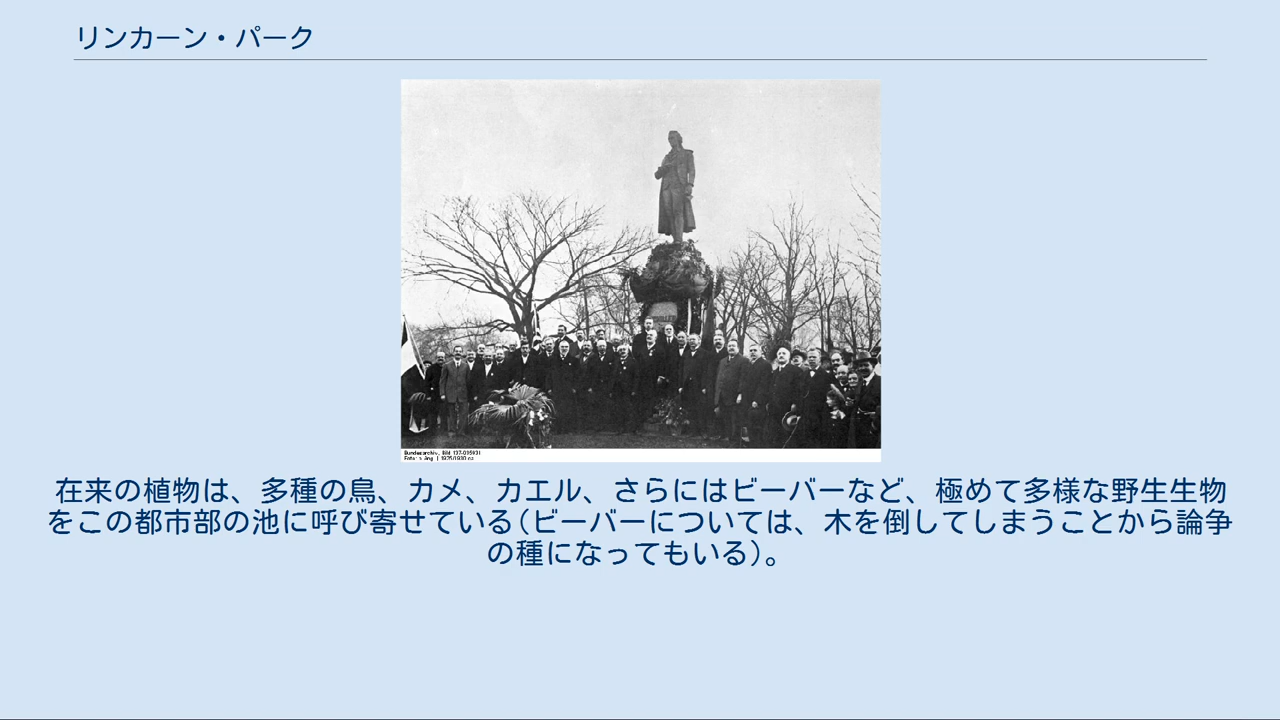 リンカーン・パーク
Bundesarchiv, Bild 137-005031
在来の植物は、多種の鳥、カメ、カエル、さらにはビーバーなど、極めて多様な野生生物
をこの都市部の池に呼び寄せている(ビーバーについては、木を倒してしまうことから論争
の種になってもいる)。